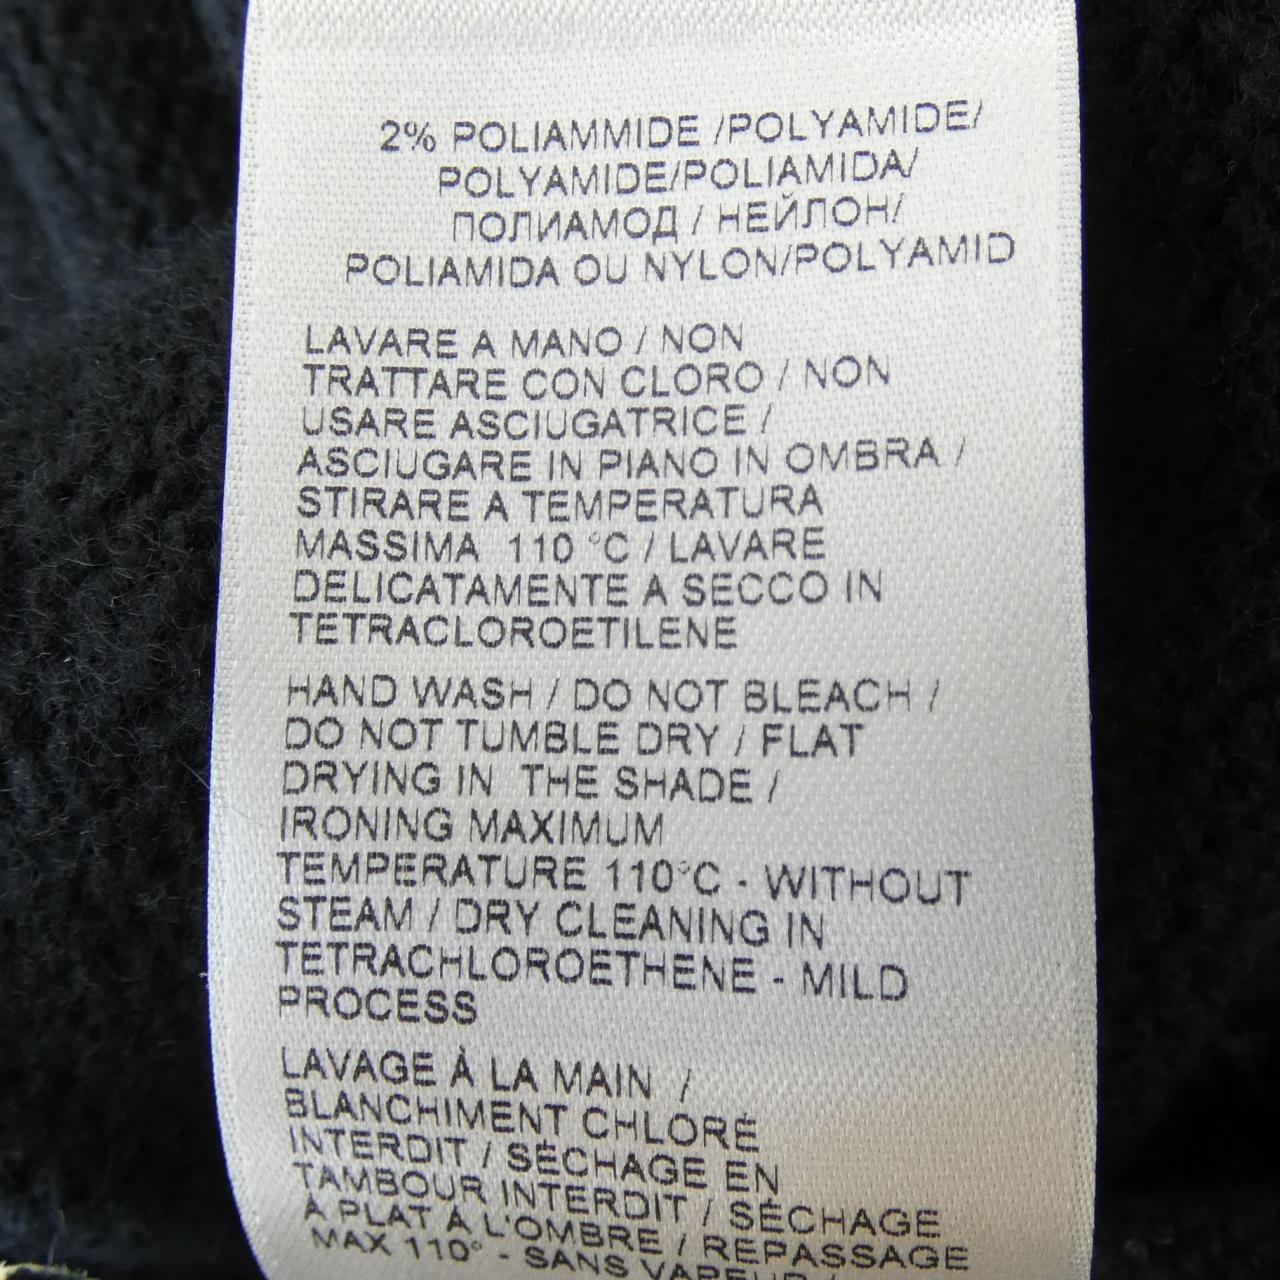 2% POLIAMMIDE /POLYAMIDE/
POLYAMIDE/POLIAMIDA/
ПОЛИАМОД / НЕЙЛОН/
POLIAMIDA OU NYLON/POLYAMID
LAVARE A MANO / NON
TRATTARE CON CLORO / NON
USARE ASCIUGATRICE /
ASCIUGARE IN PIANO IN OMBRA /
STIRARE A TEMPERATURA
MASSIMA 110 °C / LAVARE
DELICATAMENTE A SECCO IN
TETRACLOROETILENE
HAND WASH / DO NOT BLEACH /
DO NOT TUMBLE DRY / FLAT
DRYING IN THE SHADE /
IRONING MAXIMUM
TEMPERATURE 110°C - WITHOUT
STEAM / DRY CLEANING IN
TETRACHLOROETHENE - MILD
PROCESS
LAVAGE À LA MAIN /
BLANCHIMENT CHLORÉ
INTERDIT / SÉCHAGE EN
TAMBOUR INTERDIT / SÉCHAGE
À PLAT À L'OMBRE / REPASSAGE
MAX 110° - SANS VAPEUR /